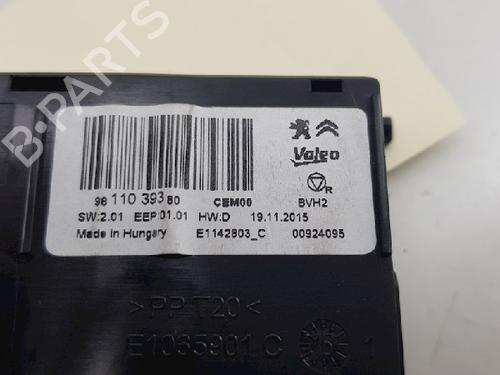 Valeo
98 110 393 80 CEM00 BVH2
SW:2.01 EEP:01.01 HW:D 19.11.2015
Made in Hungary E1142803_C 00924095
>PP T20<
E1065901 C
B-PARTS